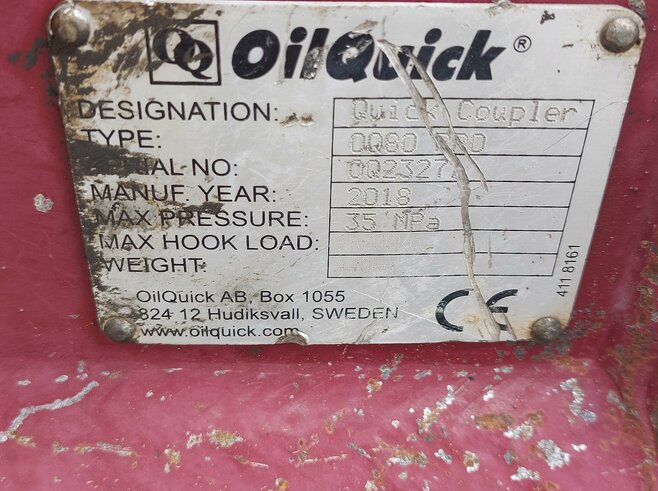 QQ OilQuick ®
DESIGNATION: Quick Coupler
TYPE: OQ80
NO:
MANUF. YEAR: 2018
MAX PRESSURE: 35 MPa
MAX HOOK LOAD:
WEIGHT:
OilQuick AB, Box 1055
824 12 Hudiksvall, SWEDEN
www.oilquick.com
CE
411 8161